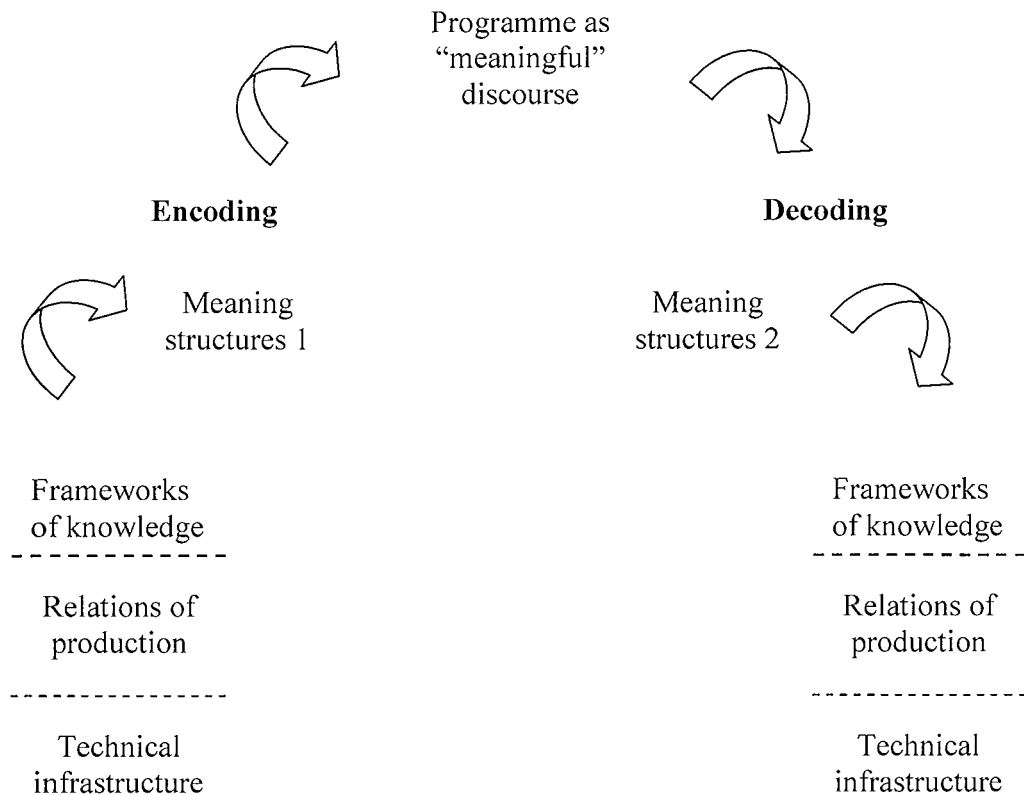 Programme as
“meaningful”
discourse
Encoding
Decoding
Meaning
structures 1
Meaning
structures 2
Frameworks
of knowledge
Frameworks
of knowledge
Relations of
production
Relations of
production
Technical
infrastructure
Technical
infrastructure